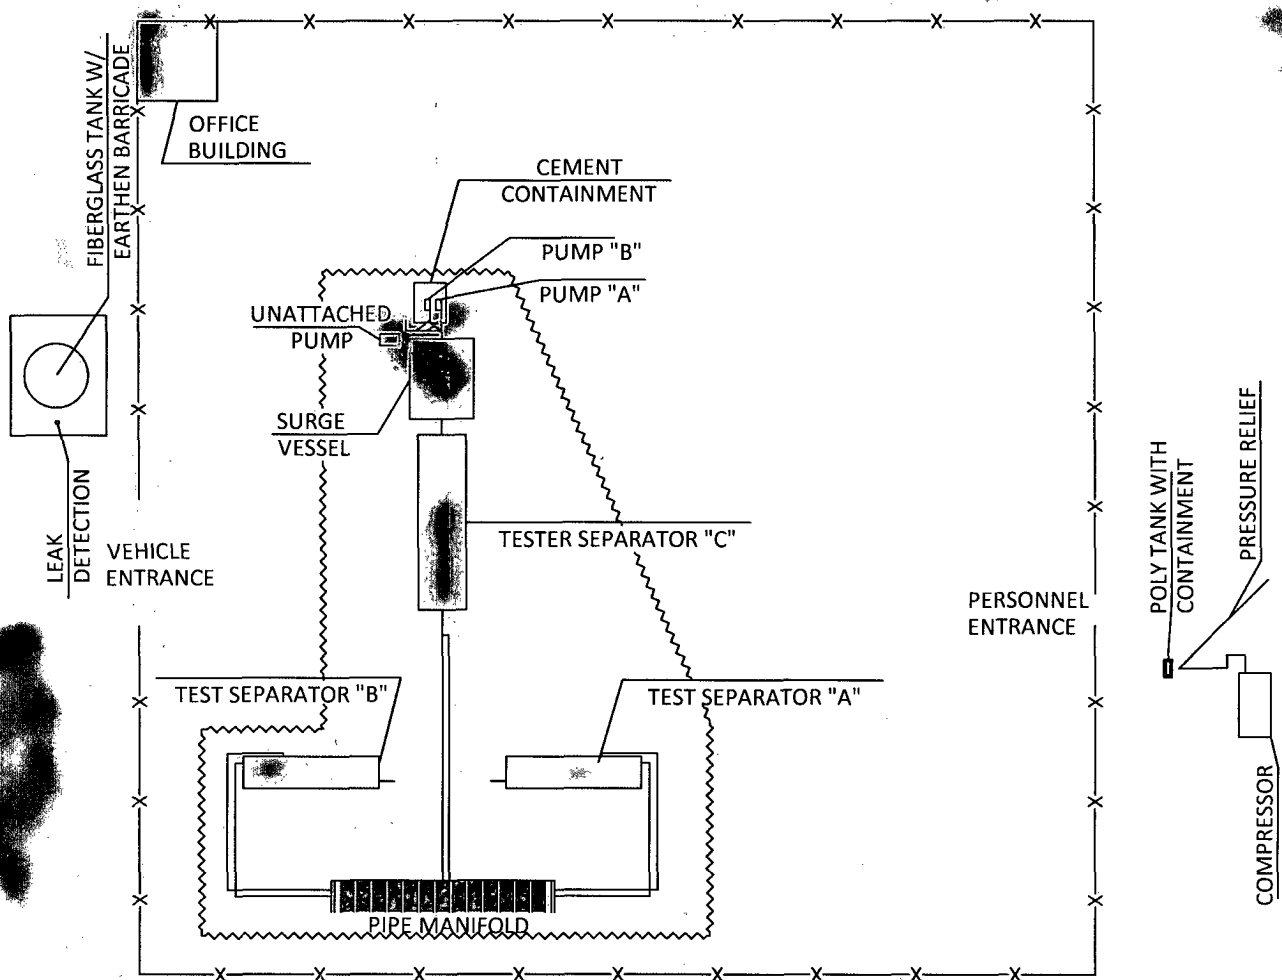 FIBERGLASS TANK W/
EARTHEN BARRICADE
OFFICE
BUILDING
CEMENT
CONTAINMENT
PUMP "B"
PUMP "A"
UNATTACHED
PUMP
SURGE
VESSEL
LEAK
DETECTION
VEHICLE
ENTRANCE
TESTER SEPARATOR "C"
PERSONNEL
ENTRANCE
POLY TANK WITH
CONTAINMENT
PRESSURE RELIEF
TEST SEPARATOR "B"
TEST SEPARATOR "A"
COMPRESSOR
PIPE MANIFOLD